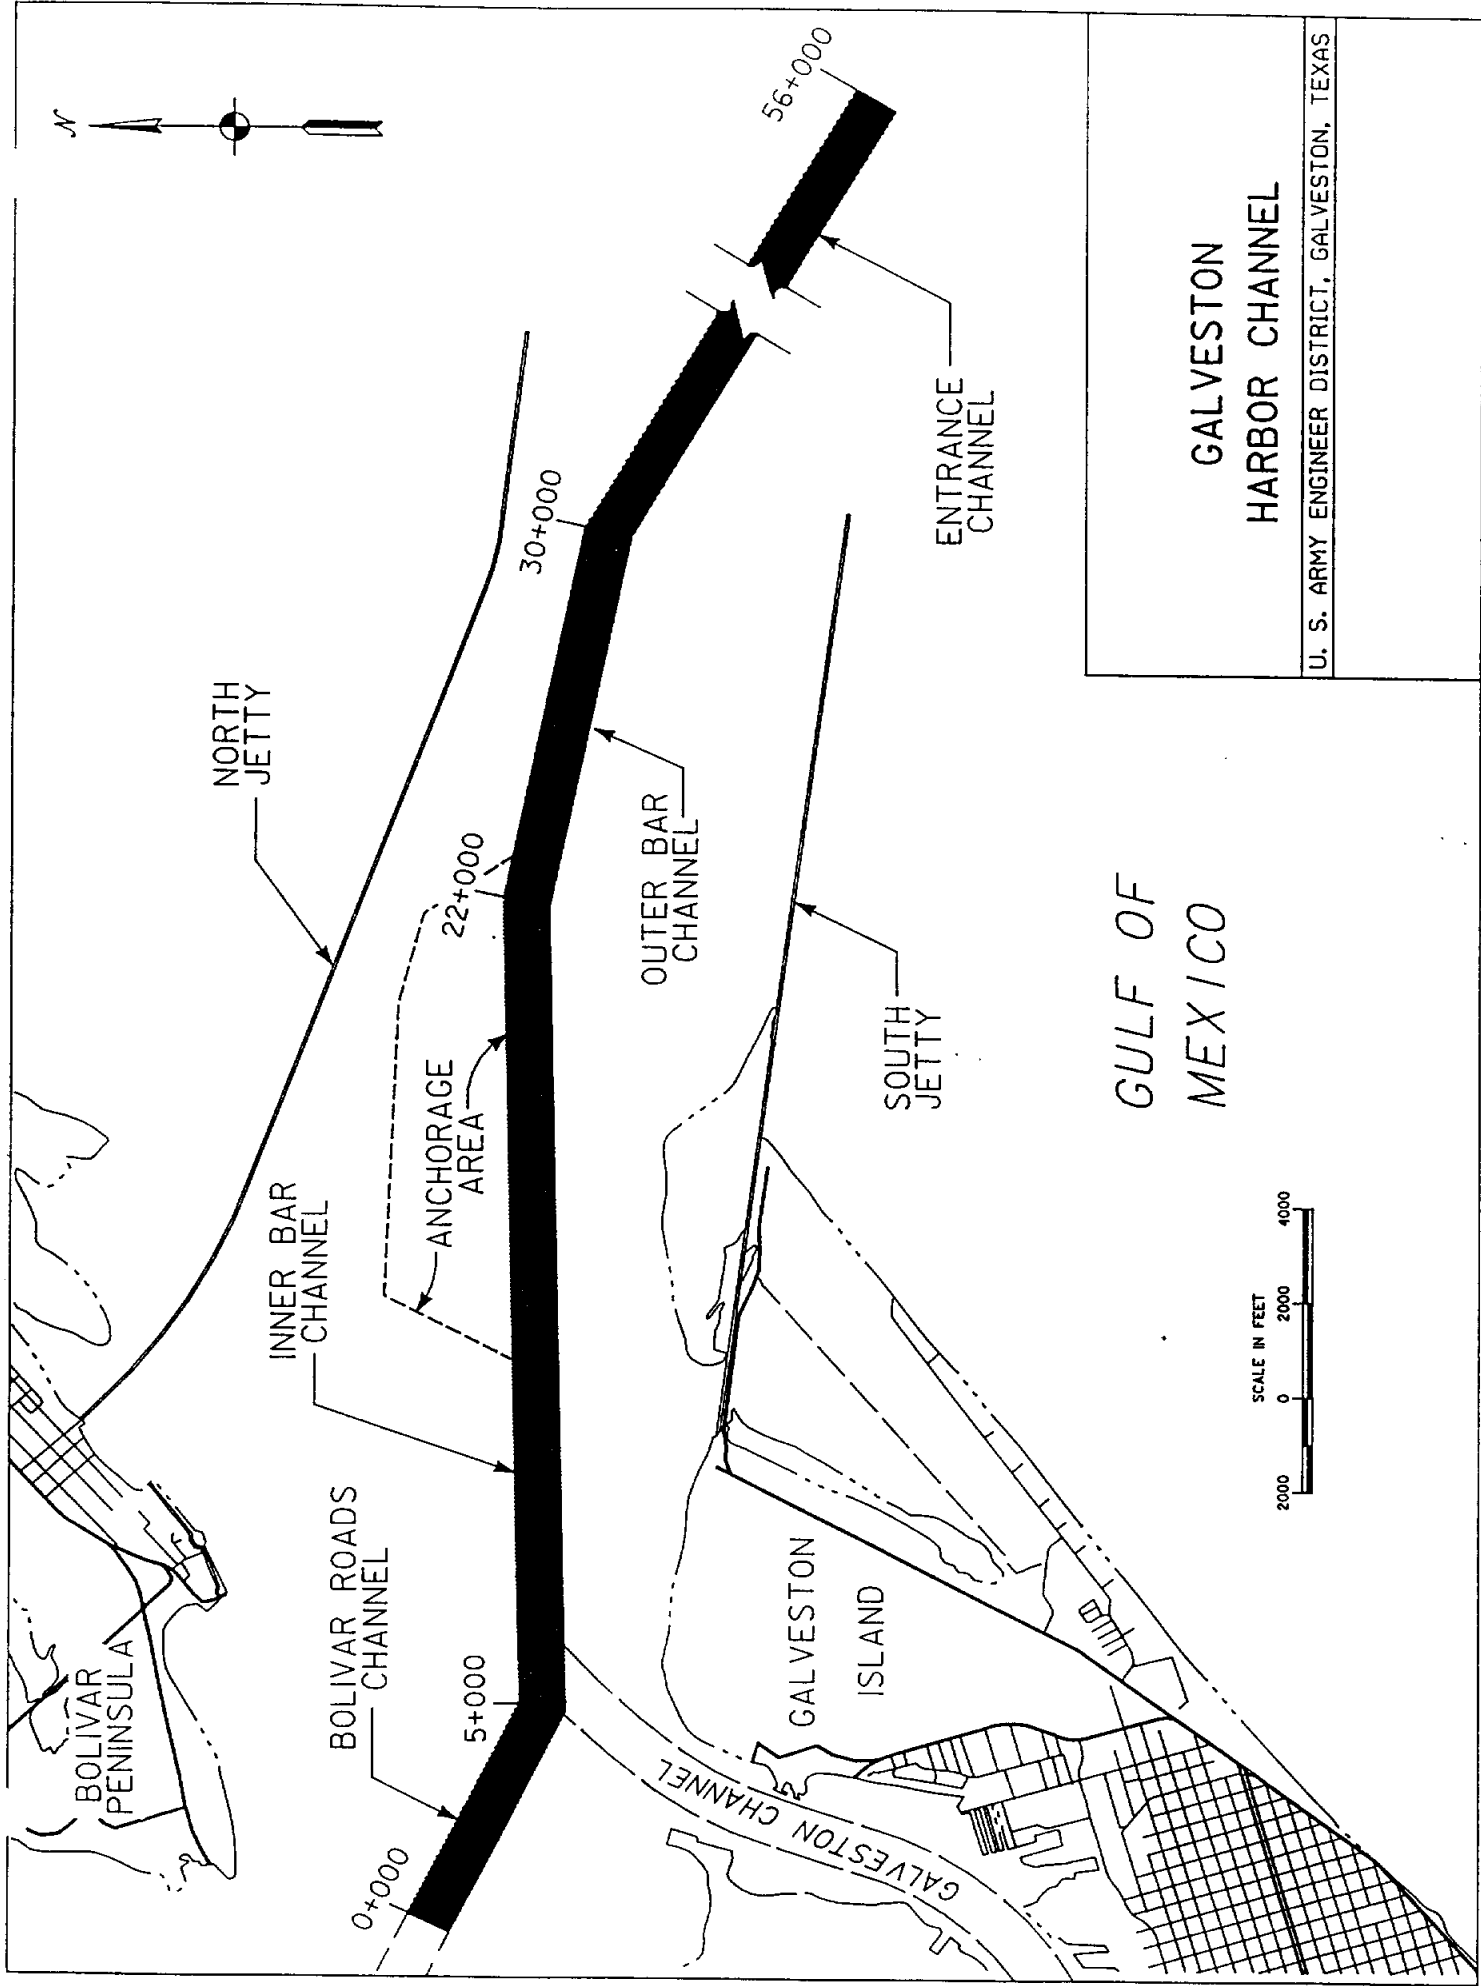 N
56+000
30+000
22+000
5+000
0+000
NORTH
JETTY
INNER BAR
CHANNEL
ANCHORAGE
AREA
BOLIVAR ROADS
CHANNEL
BOLIVAR
PENINSULA
OUTER BAR
CHANNEL
ENTRANCE
CHANNEL
SOUTH
JETTY
GALVESTON
ISLAND
GALVESTON CHANNEL
GULF OF
MEXICO
SCALE IN FEET
2000 0 2000 4000
GALVESTON
HARBOR CHANNEL
U. S. ARMY ENGINEER DISTRICT, GALVESTON, TEXAS